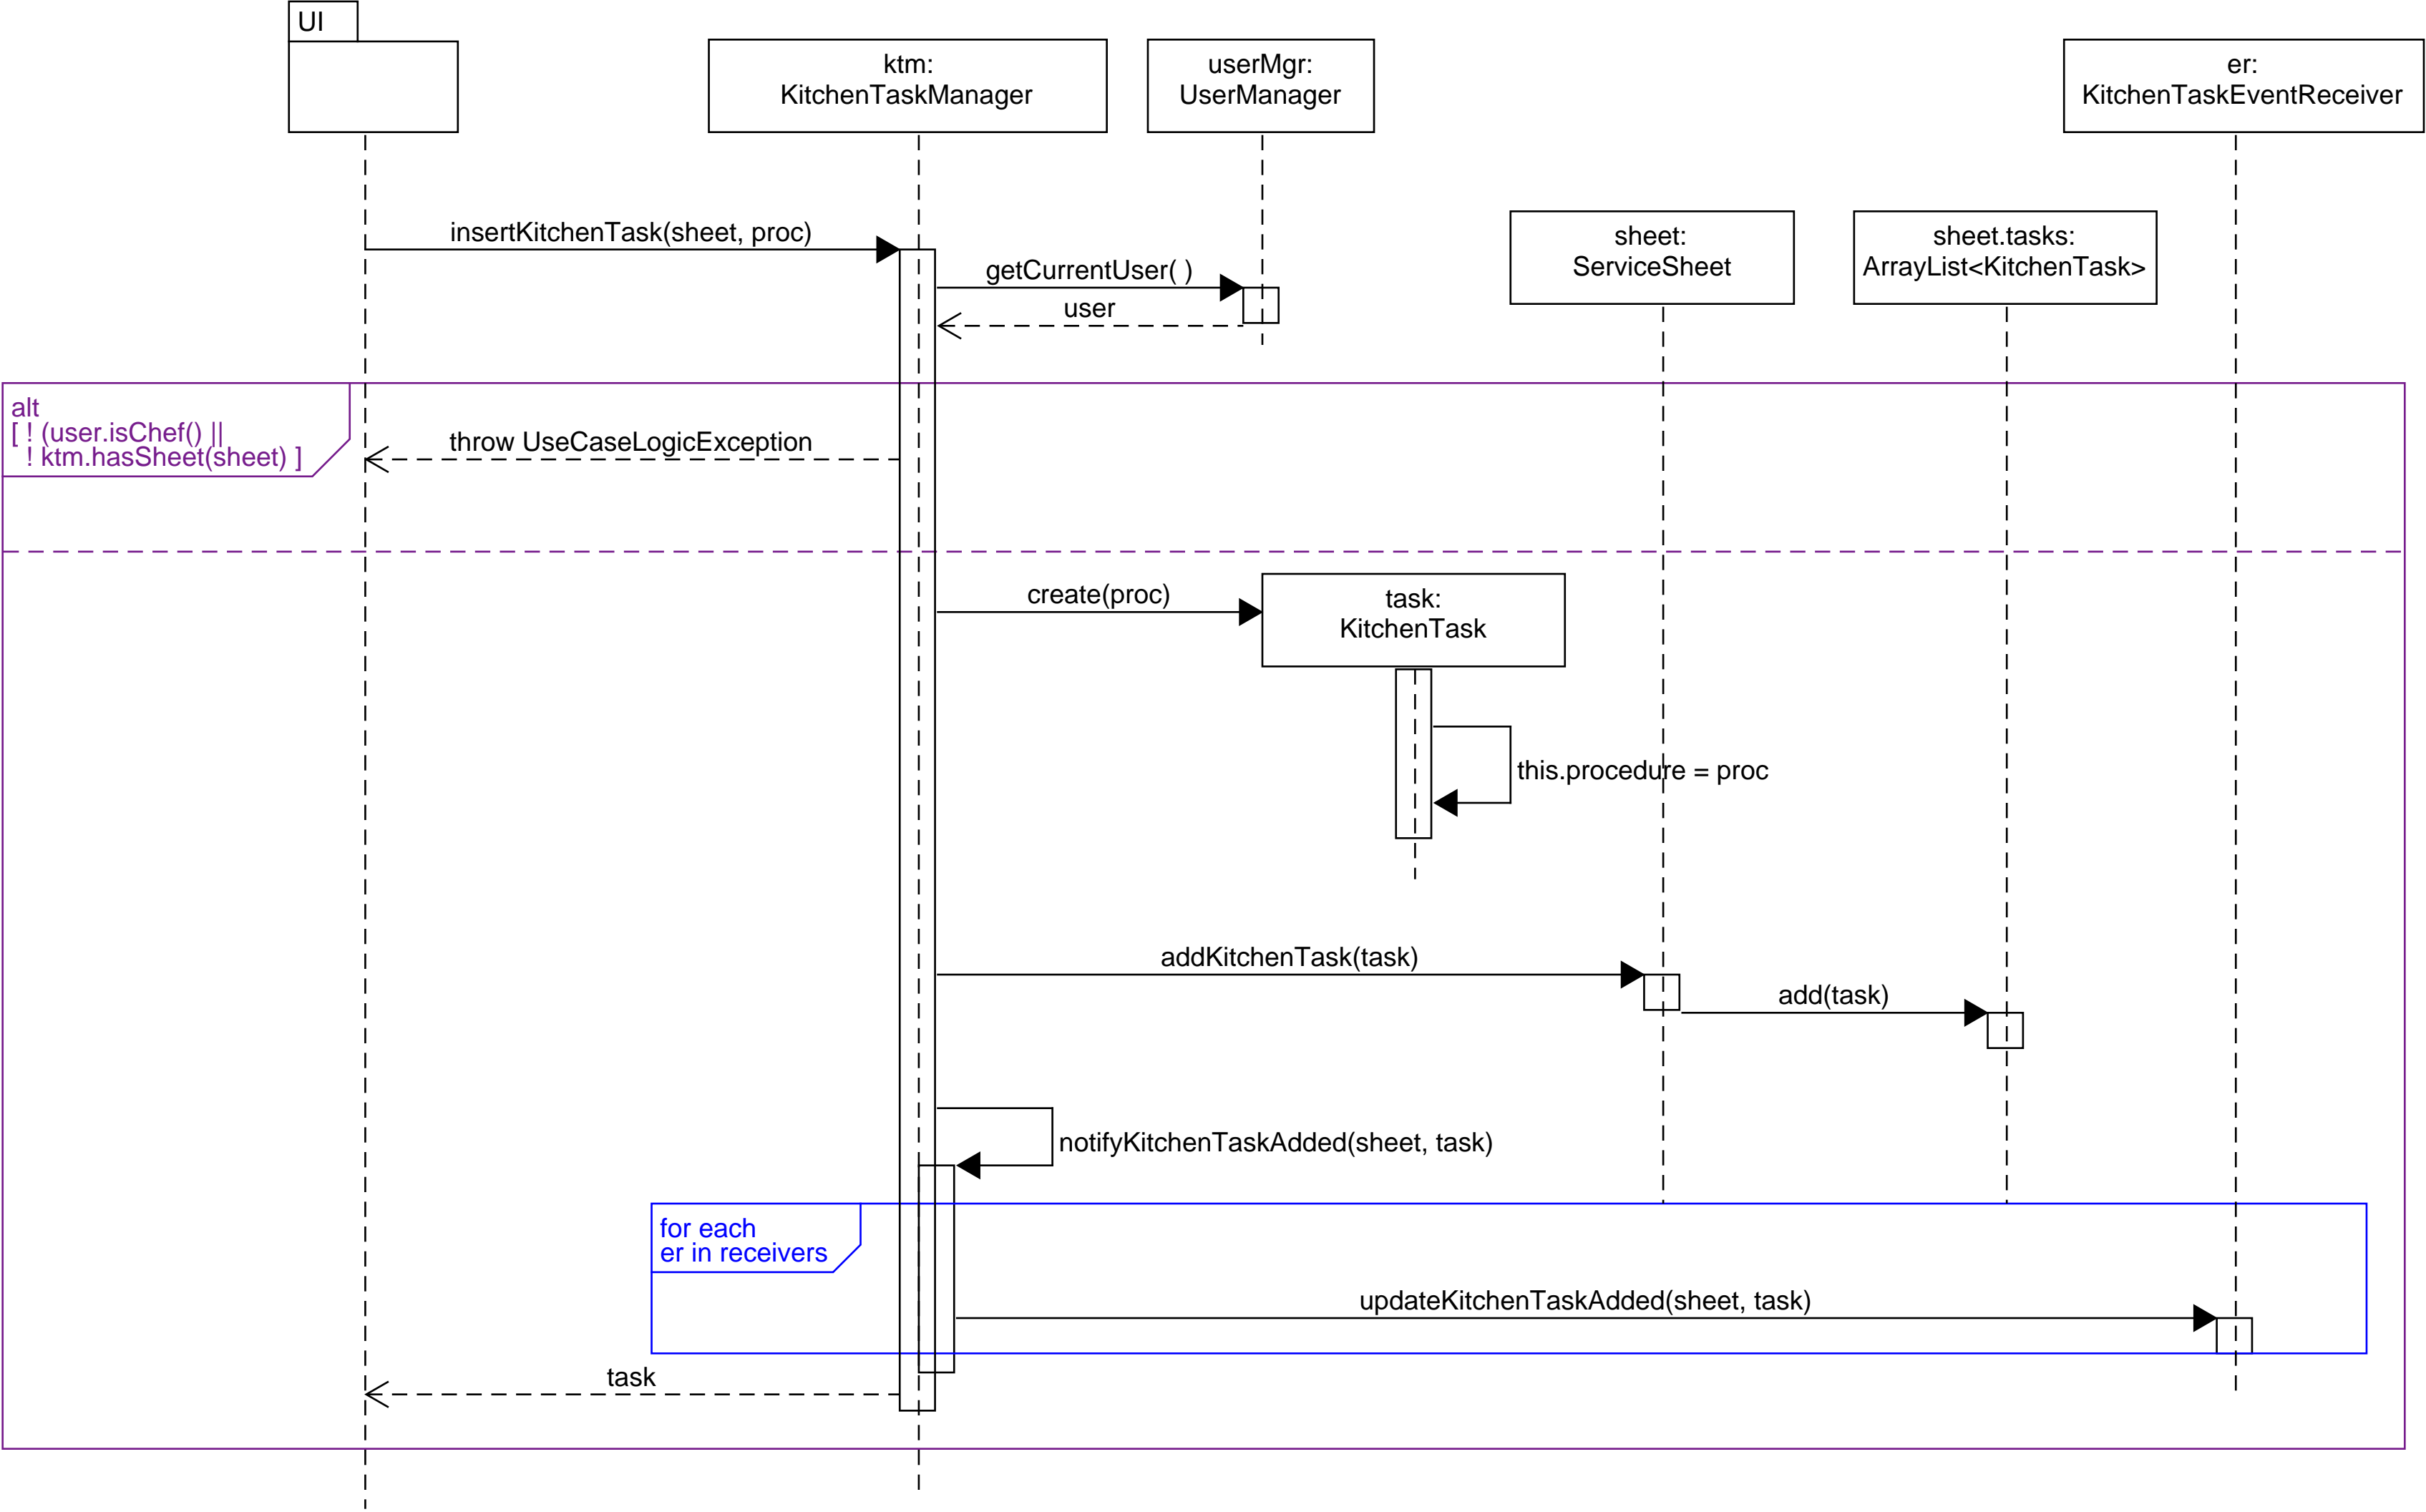 UI
ktm:
KitchenTaskManager
userMgr:
UserManager
er:
KitchenTaskEventReceiver
insertKitchenTask(sheet, proc)
getCurrentUser( )
user
sheet:
ServiceSheet
sheet.tasks:
ArrayList<KitchenTask>
alt
[ ! (user.isChef() ||
! ktm.hasSheet(sheet) ]
throw UseCaseLogicException
create(proc)
task:
KitchenTask
this.procedure = proc
addKitchenTask(task)
add(task)
notifyKitchenTaskAdded(sheet, task)
for each
er in receivers
updateKitchenTaskAdded(sheet, task)
task